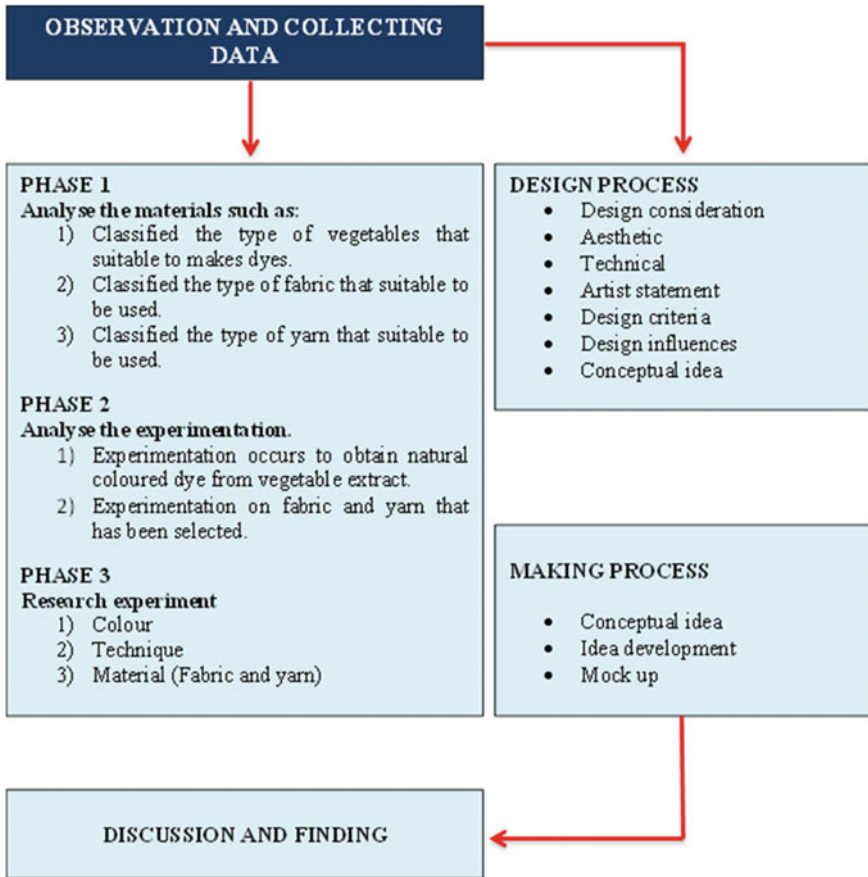 OBSERVATION AND COLLECTING
DATA
PHASE 1
Analyse the materials such as:
1) Classified the type of vegetables that
suitable to makes dyes.
2) Classified the type of fabric that suitable to
be used.
3) Classified the type of yarn that suitable to
be used.
PHASE 2
Analyse the experimentation.
1) Experimentation occurs to obtain natural
coloured dye from vegetable extract.
2) Experimentation on fabric and yarn that
has been selected.
PHASE 3
Research experiment
1) Colour
2) Technique
3) Material (Fabric and yarn)
DESIGN PROCESS
• Design consideration
• Aesthetic
• Technical
• Artist statement
• Design criteria
• Design influences
• Conceptual idea
MAKING PROCESS
• Conceptual idea
• Idea development
• Mock up
DISCUSSION AND FINDING